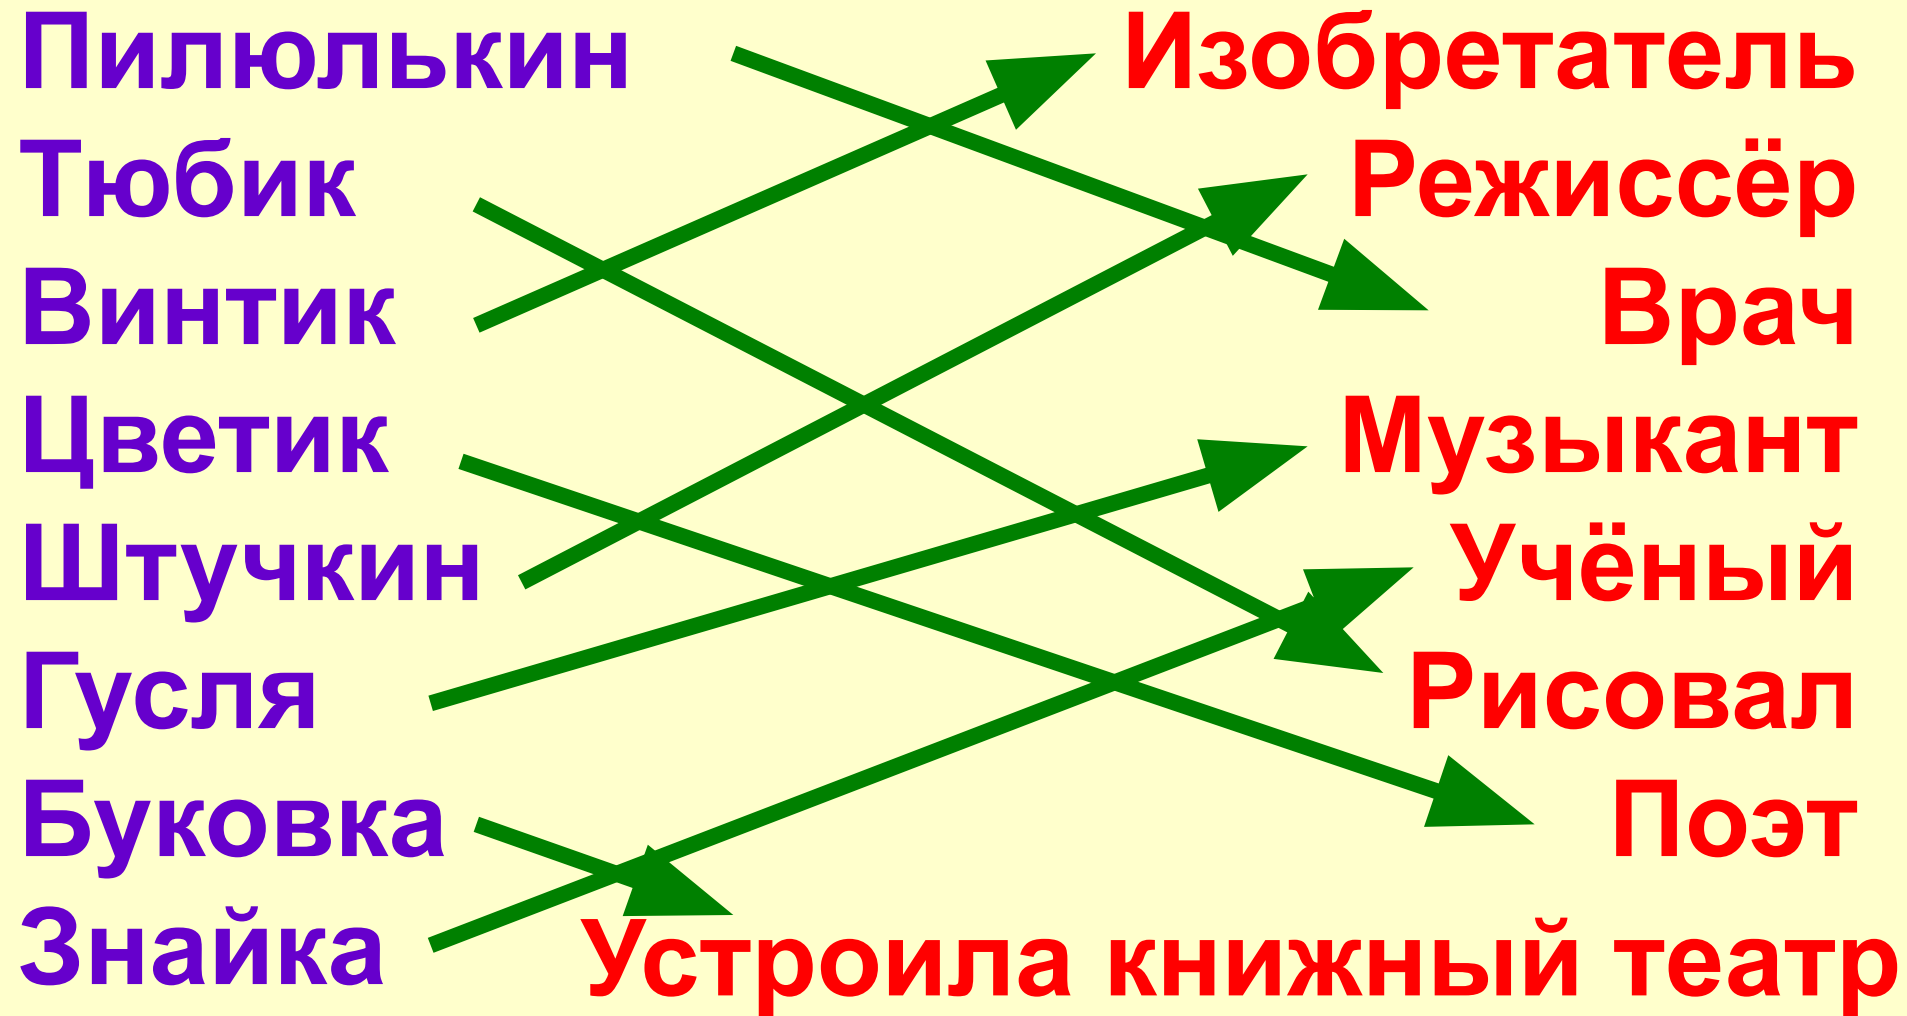 Пилюлькин
Тюбик
Винтик
Цветик
Штучкин
Гусля
Буковка
Знайка
Изобретатель
Режиссёр
Врач
Музыкант
Учёный
Рисовал
Поэт
Устроила книжный театр